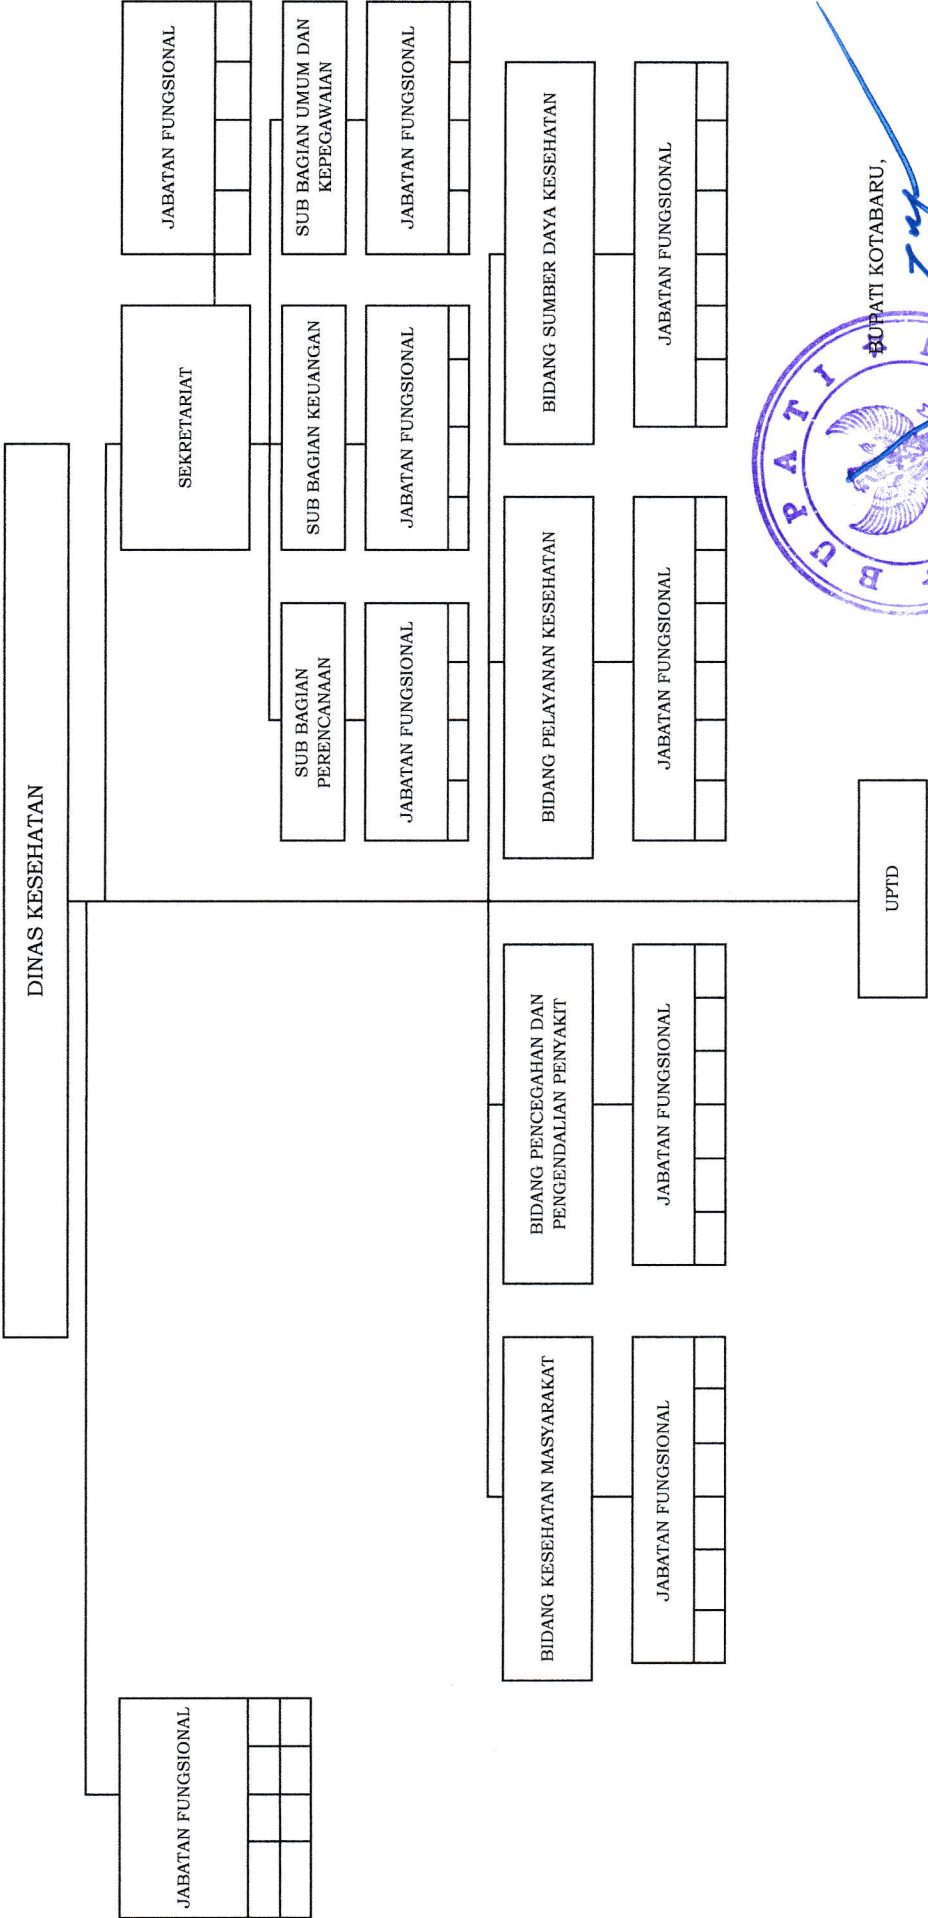 DINAS KESEHATAN
JABATAN FUNGSIONAL
SEKRETARIAT
JABATAN FUNGSIONAL
SUB BAGIAN
PERENCANAAN
SUB BAGIAN KEUANGAN
SUB BAGIAN UMUM DAN
KEPEGAWAIAN
JABATAN FUNGSIONAL
JABATAN FUNGSIONAL
JABATAN FUNGSIONAL
BIDANG KESEHATAN MASYARAKAT
BIDANG PENCEGAHAN DAN
PENGENDALIAN PENYAKIT
BIDANG PELAYANAN KESEHATAN
BIDANG SUMBER DAYA KESEHATAN
JABATAN FUNGSIONAL
JABATAN FUNGSIONAL
JABATAN FUNGSIONAL
JABATAN FUNGSIONAL
UPTD
BUPATI KOTABARU,
BUPATI